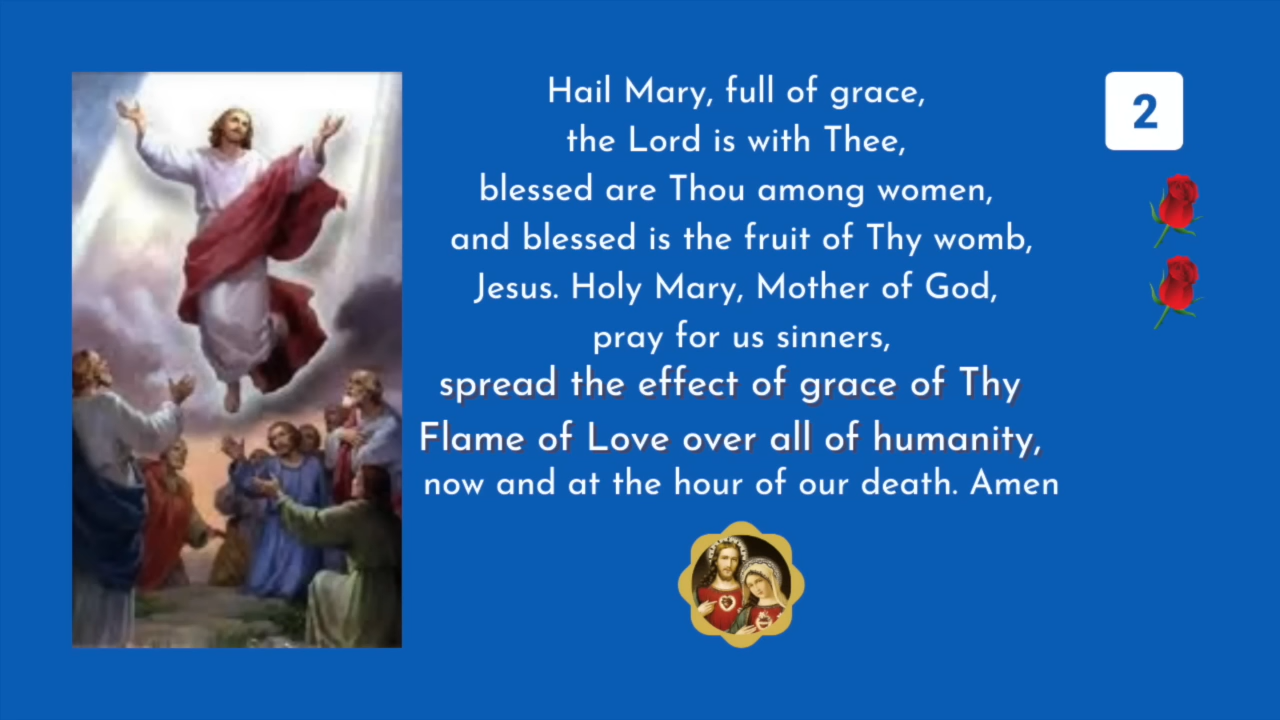 Hail Mary, full of grace,
the Lord is with Thee,
blessed are Thou among women,
and blessed is the fruit of Thy womb,
Jesus. Holy Mary, Mother of God,
pray for us sinners,
spread the effect of grace of Thy
Flame of Love over all of humanity,
now and at the hour of our death. Amen
2